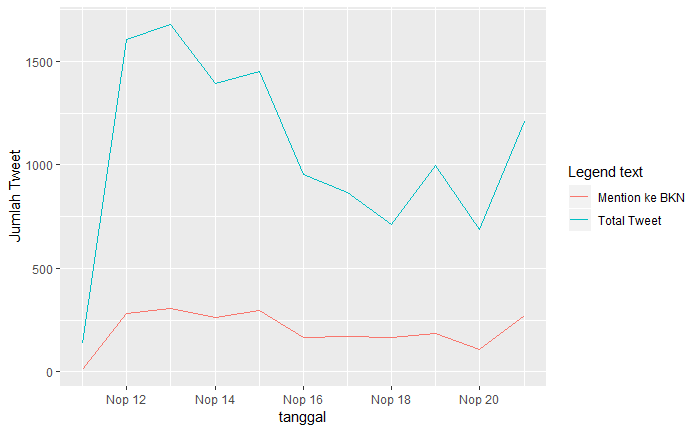 Jumlah Tweet
1500
1000
500
0
Nop 12 Nop 14 Nop 16 Nop 18 Nop 20
tanggal
Legend text
Mention ke BKN
Total Tweet